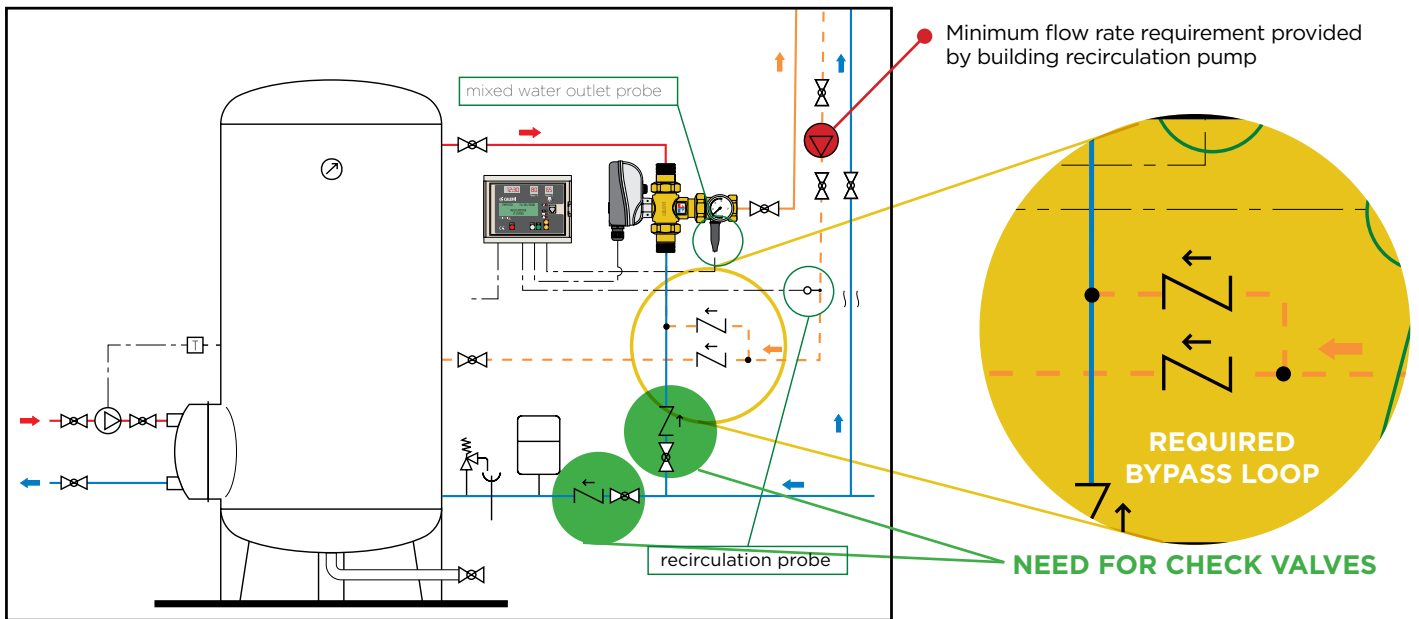 Minimum flow rate requirement provided
by building recirculation pump
mixed water outlet probe
CALEFFI
T
REQUIRED
BYPASS LOOP
recirculation probe
NEED FOR CHECK VALVES